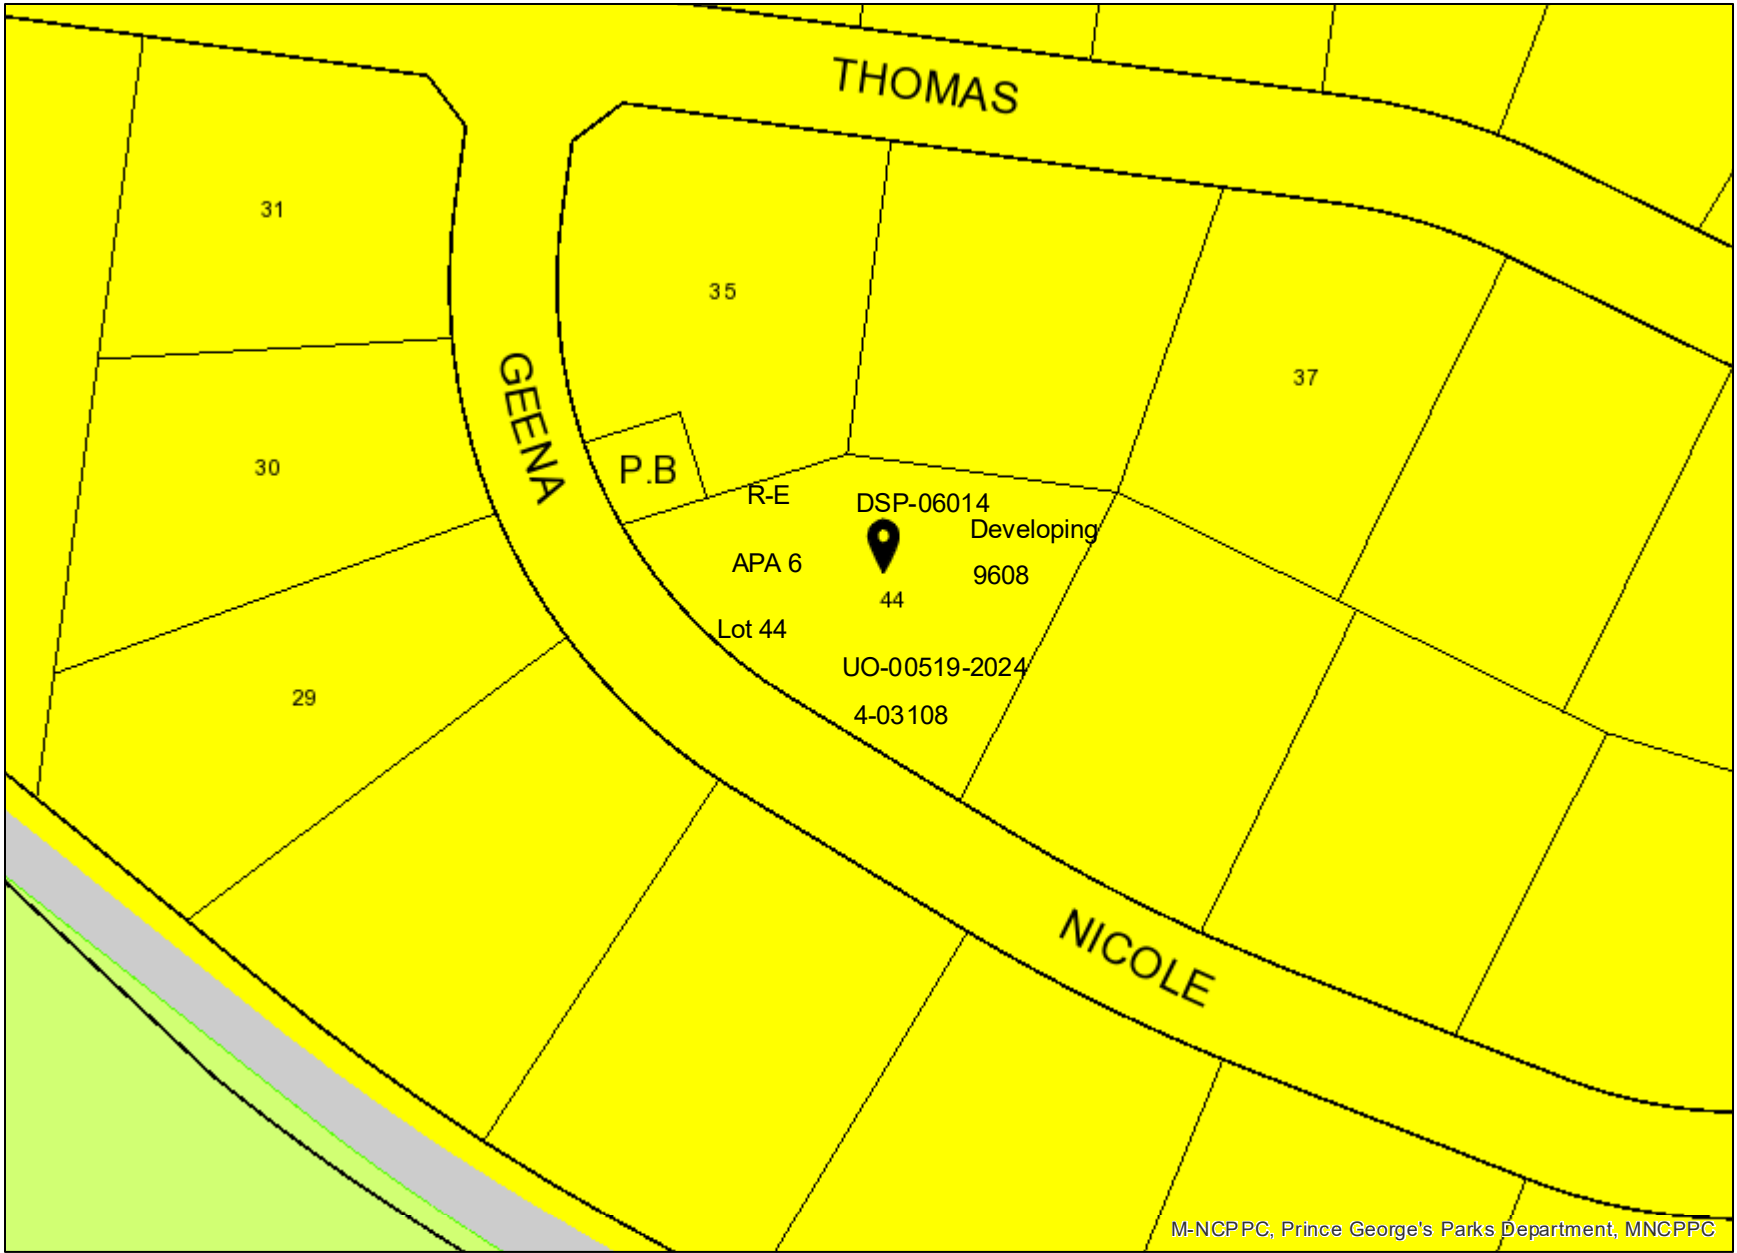 THOMAS
31
35
37
GEENA
30
P.B
R-E
DSP-06014
Developing
APA 6
9608
44
Lot 44
UO-00519-2024
29
4-03108
NICOLE
M-NCPPC, Prince George's Parks Department, MNCPPC